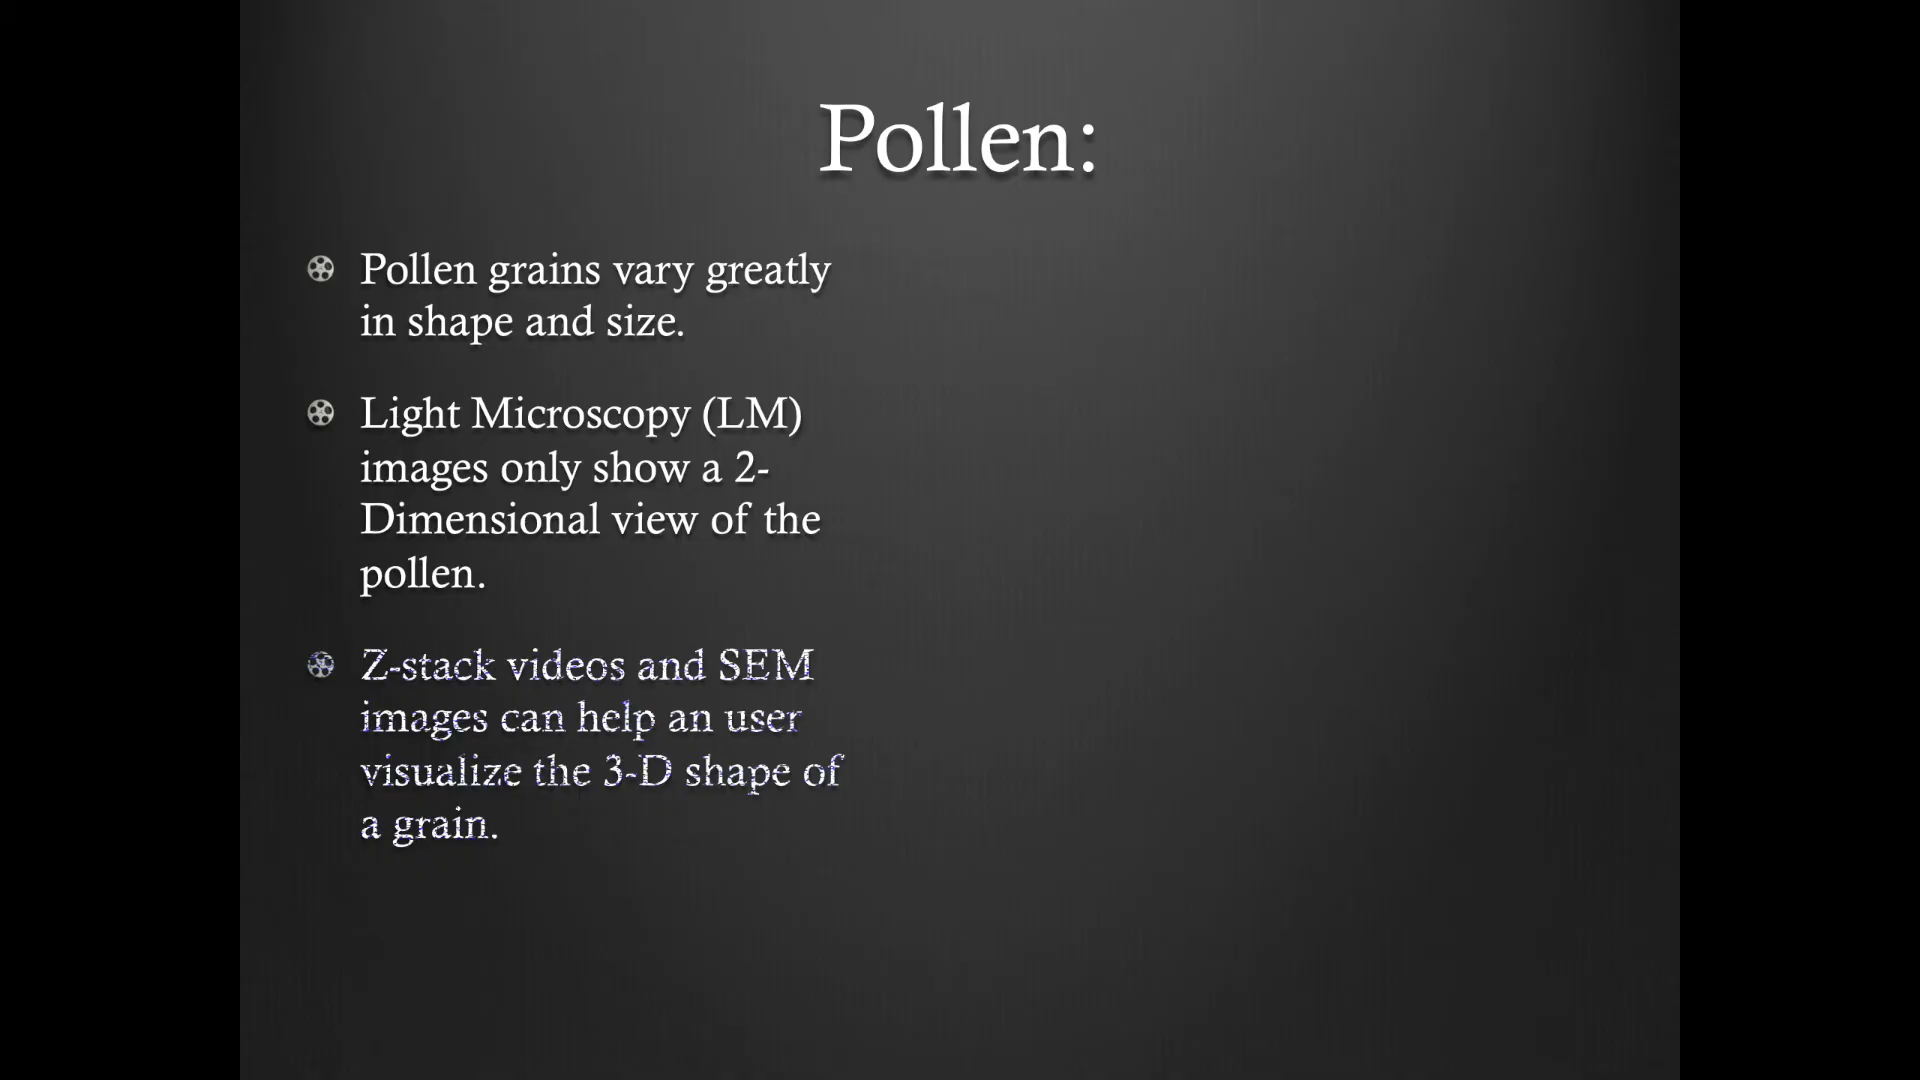 Pollen:
Pollen grains vary greatly
in shape and size.
Light Microscopy (LM)
images only show a 2-
Dimensional view of the
pollen.
Z-stack videos and SEM
images can help an user
visualize the 3-D shape of
a grain.